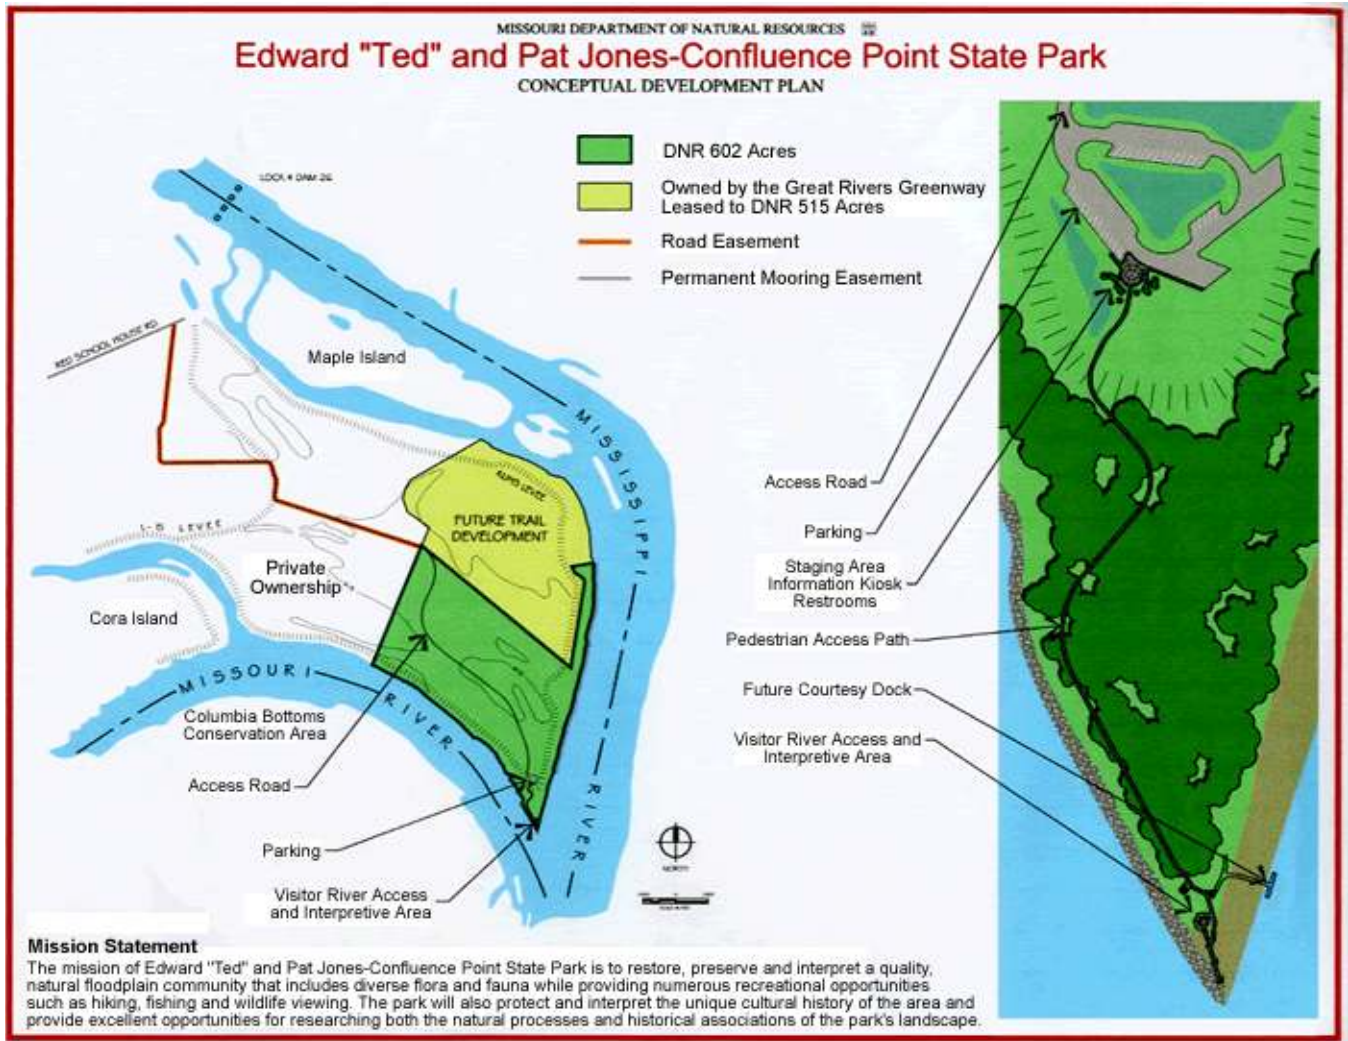 MISSOURI DEPARTMENT OF NATURAL RESOURCES
Edward "Ted" and Pat Jones-Confluence Point State Park
CONCEPTUAL DEVELOPMENT PLAN
DNR 602 Acres
Owned by the Great Rivers Greenway
Leased to DNR 515 Acres
Road Easement
Permanent Mooring Easement
LOCK & DAM 26
RED SCHOOL HOUSE RD.
Maple Island
MISSISSIPPI
RIVER
LEVEE
FUTURE TRAIL
DEVELOPMENT
LEVEE
Private
Ownership
Cora Island
MISSOURI
RIVER
Columbia Bottoms
Conservation Area
Access Road
Parking
Visitor River Access
and Interpretive Area
NORTH
Access Road
Parking
Staging Area
Information Kiosk
Restrooms
Pedestrian Access Path
Future Courtesy Dock
Visitor River Access and
Interpretive Area
Mission Statement
The mission of Edward "Ted" and Pat Jones-Confluence Point State Park is to restore, preserve and interpret a quality,
natural floodplain community that includes diverse flora and fauna while providing numerous recreational opportunities
such as hiking, fishing and wildlife viewing. The park will also protect and interpret the unique cultural history of the area and
provide excellent opportunities for researching both the natural processes and historical associations of the park's landscape.